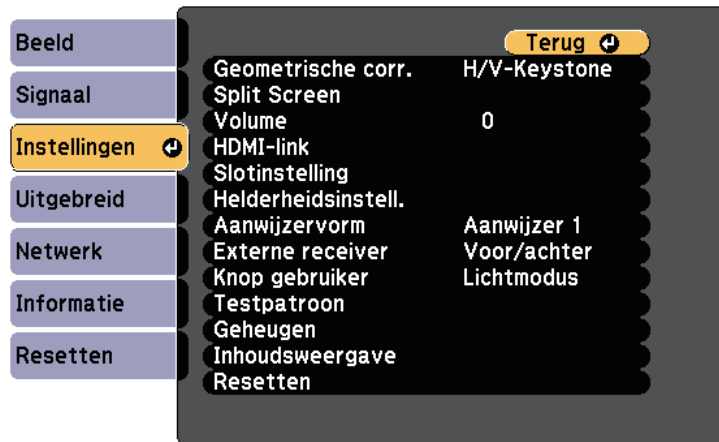 Beeld
Signaal
Instellingen
Uitgebreid
Netwerk
Informatie
Resetten
Terug
Geometrische corr. H/V-Keystone
Split Screen
Volume 0
HDMI-link
Slotinstelling
Helderheidsinstell.
Aanwijzervorm Aanwijzer 1
Externe receiver Voor/achter
Knop gebruiker Lichtmodus
Testpatroon
Geheugen
Inhoudsweergave
Resetten